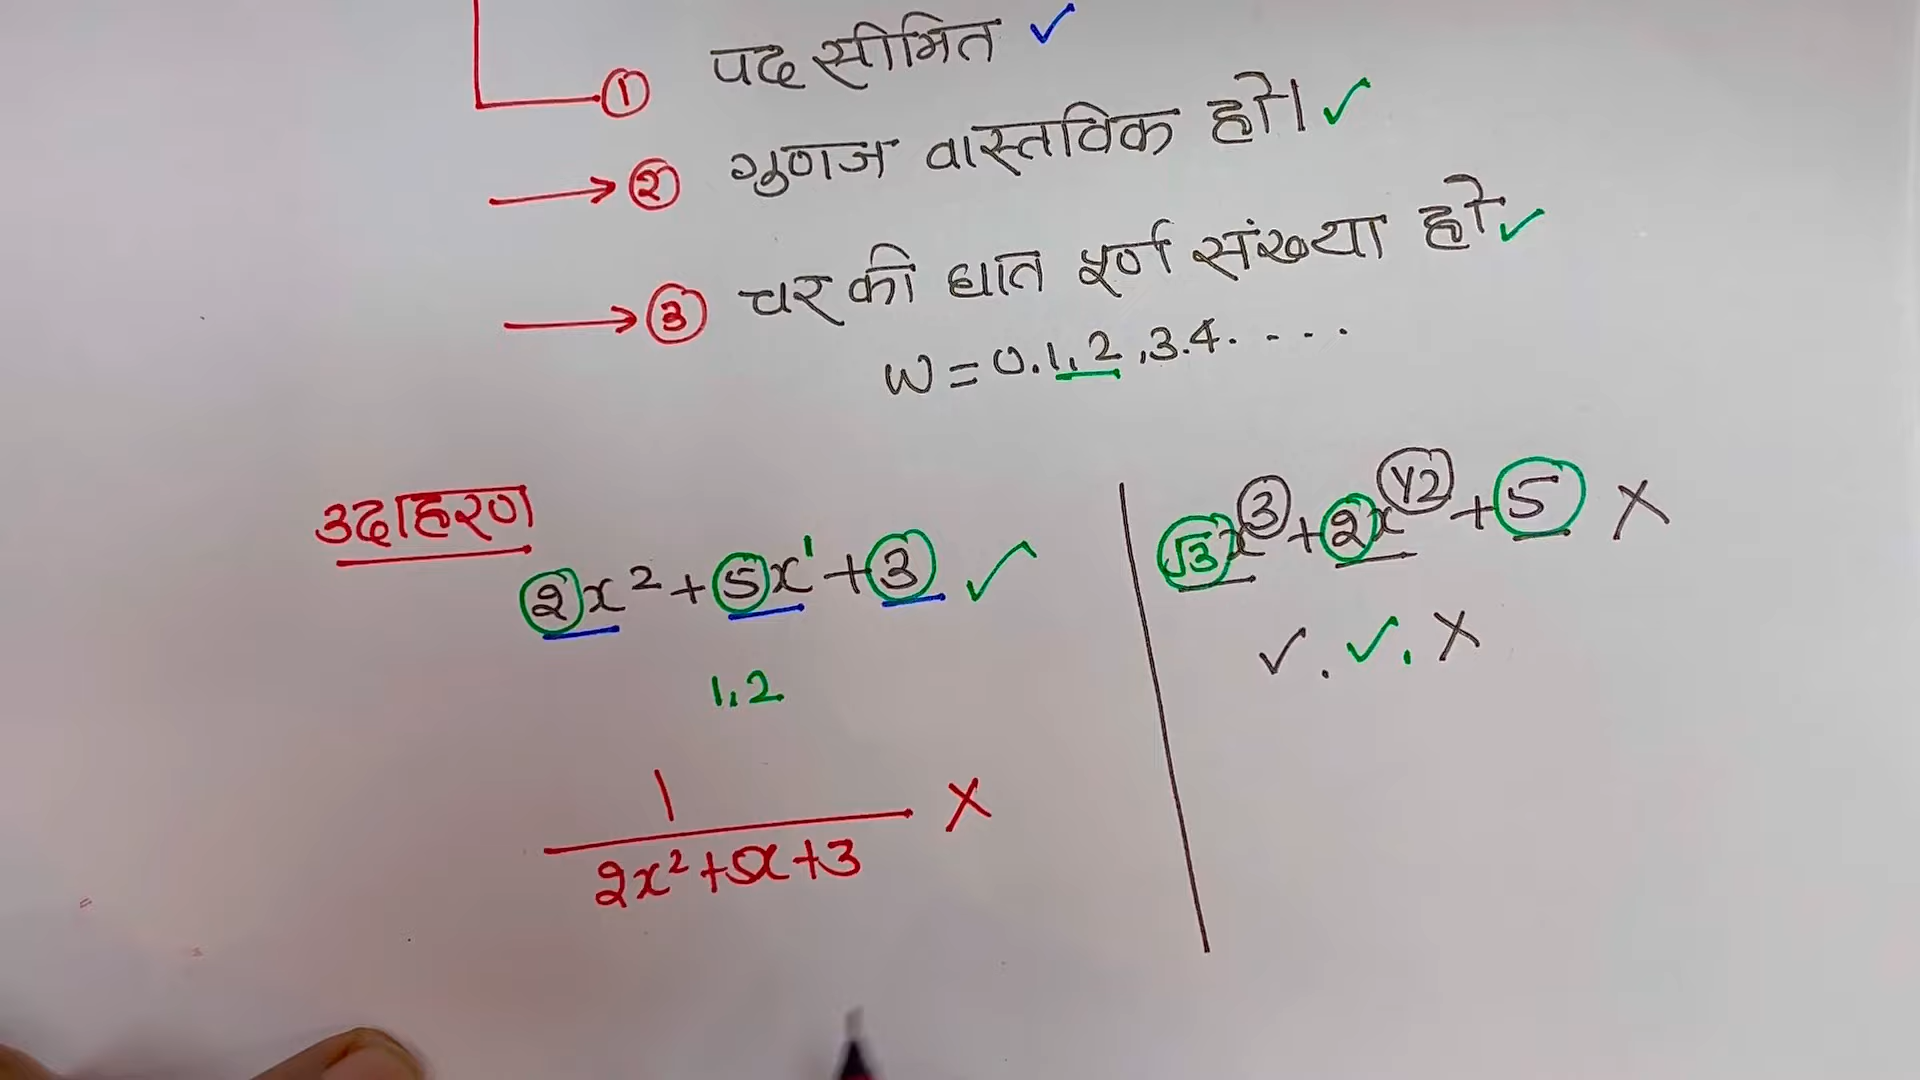 ① पद सीमित ✓
② गुणज वास्तविक हो। ✓
③ चर की घात पूर्ण संख्या हो ✓
W = 0.1,2,3.4.....
उदाहरण
2x² + 5x¹ + 3 ✓
1,2
1
2x²+5x+3 ×
√3x³ + 2x^1/2 + 5 ×
✓. ✓, ×